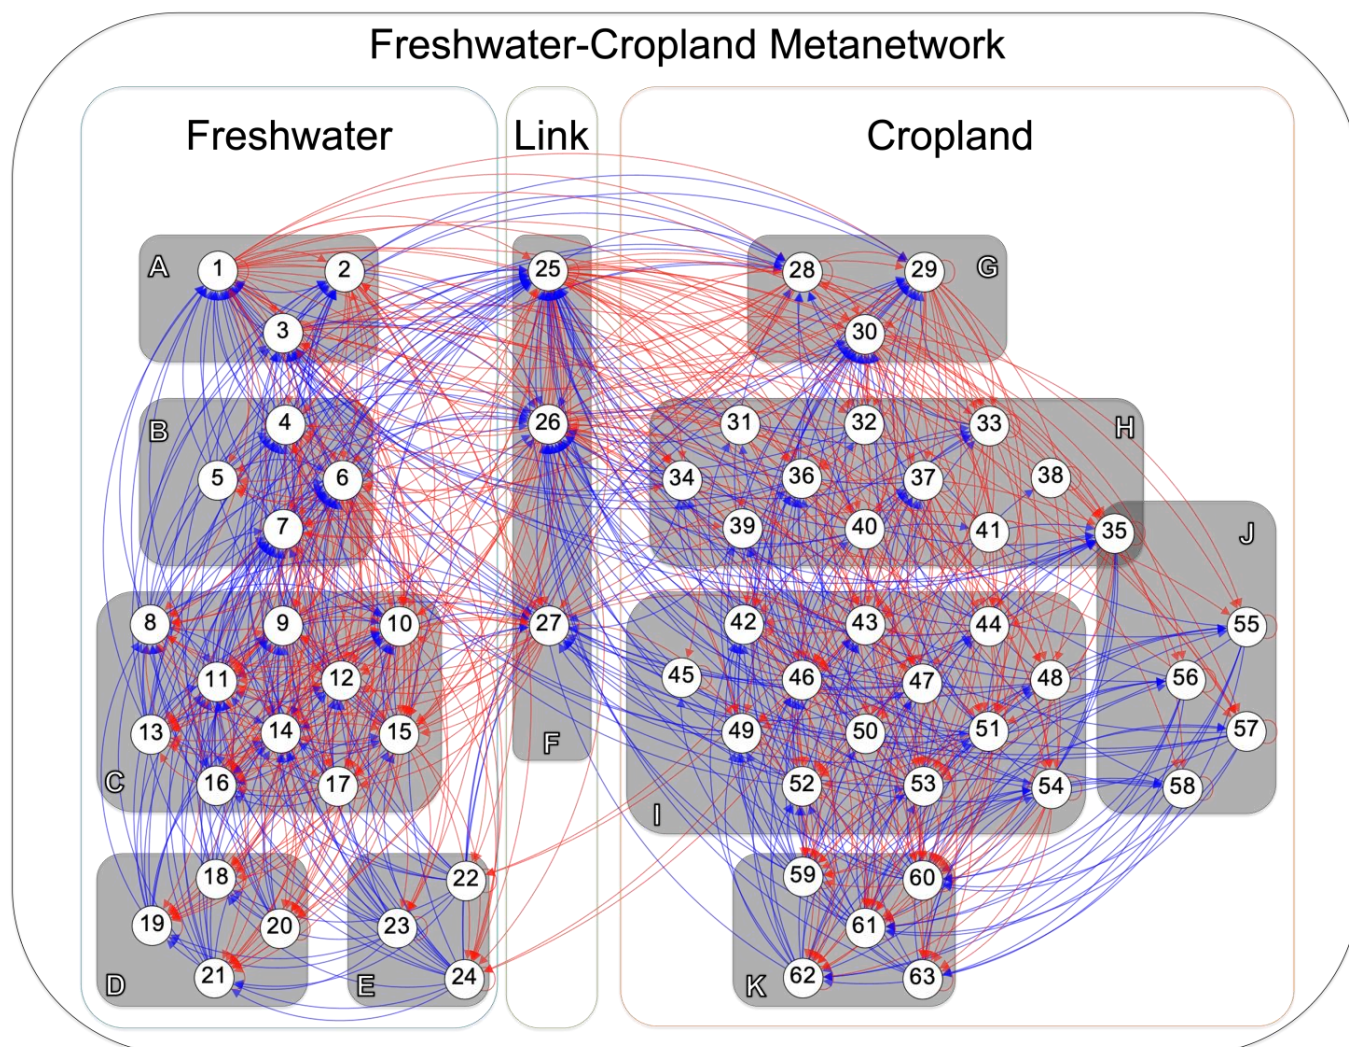 Freshwater-Cropland Metanetwork
Freshwater Link Cropland
A 1 2 25 28 29 G
3 30
B 4 26 31 32 33 H
5 6 34 36 37 38
7 39 40 41 35 J
8 9 10 27 42 43 44 55
11 12 45 46 47 48 56
13 14 15 F 49 50 51 57
C 16 17 I 52 53 54 58
18 22 59 60
19 20 23 61
D 21 E 24 K 62 63